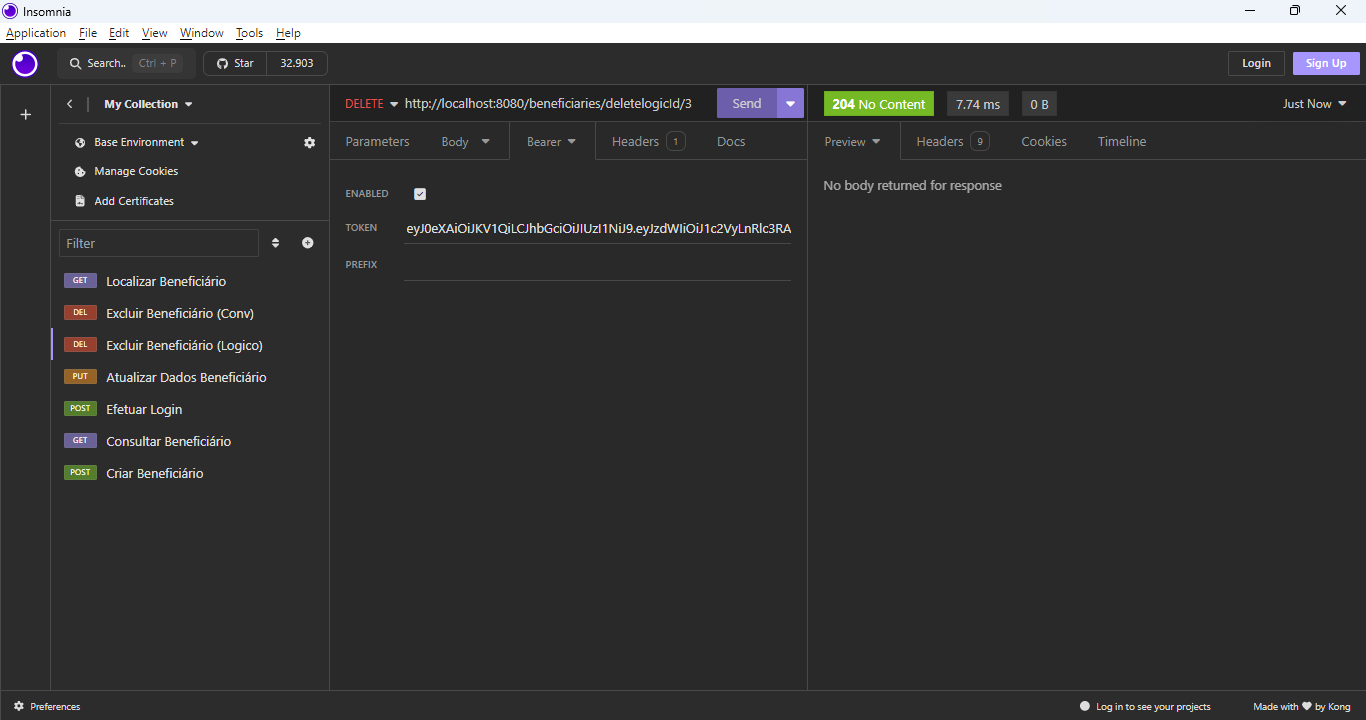 Insomnia
Application File Edit View Window Tools Help
Search.. Ctrl + P Star 32.903 Login Sign Up
My Collection
Base Environment
Manage Cookies
Add Certificates
Filter
GET Localizar Beneficiário
DEL Excluir Beneficiário (Conv)
DEL Excluir Beneficiário (Logico)
PUT Atualizar Dados Beneficiário
POST Efetuar Login
GET Consultar Beneficiário
POST Criar Beneficiário
DELETE http://localhost:8080/beneficiaries/deletelogicId/3 Send
Parameters Body Bearer Headers 1 Docs
ENABLED
TOKEN eyJ0eXAiOiJKV1QiLCJhbGciOiJIUzI1NiJ9.eyJzdWIiOiJ1c2VyLnRlc3RA
PREFIX
204 No Content 7.74 ms 0 B Just Now
Preview Headers 9 Cookies Timeline
No body returned for response
Preferences Log in to see your projects Made with by Kong